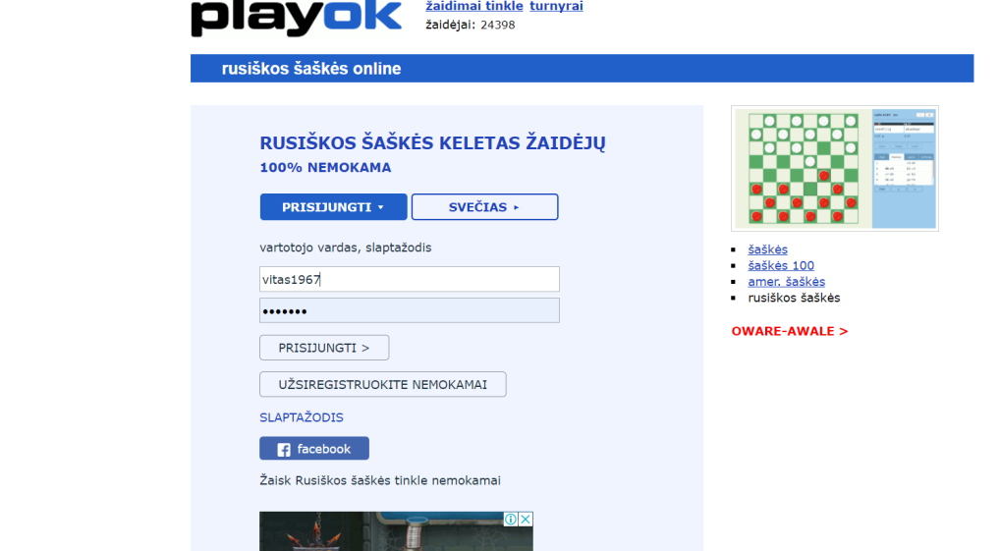 playok
žaidimai tinkle turnyrai
žaidėjai: 24398
rusiškos šaškės online
RUSIŠKOS ŠAŠKĖS KELETAS ŽAIDĖJŲ
100% NEMOKAMA
PRISIJUNGTI
SVEČIAS
vartotojo vardas, slaptažodis
vitas1967
•••••••
PRISIJUNGTI >
UŽSIREGISTRUOKITE NEMOKAMAI
SLAPTAŽODIS
facebook
Žaisk Rusiškos šaškės tinkle nemokamai
šaškės
šaškės 100
amer. šaškės
rusiškos šaškės
OWARE-AWALE >